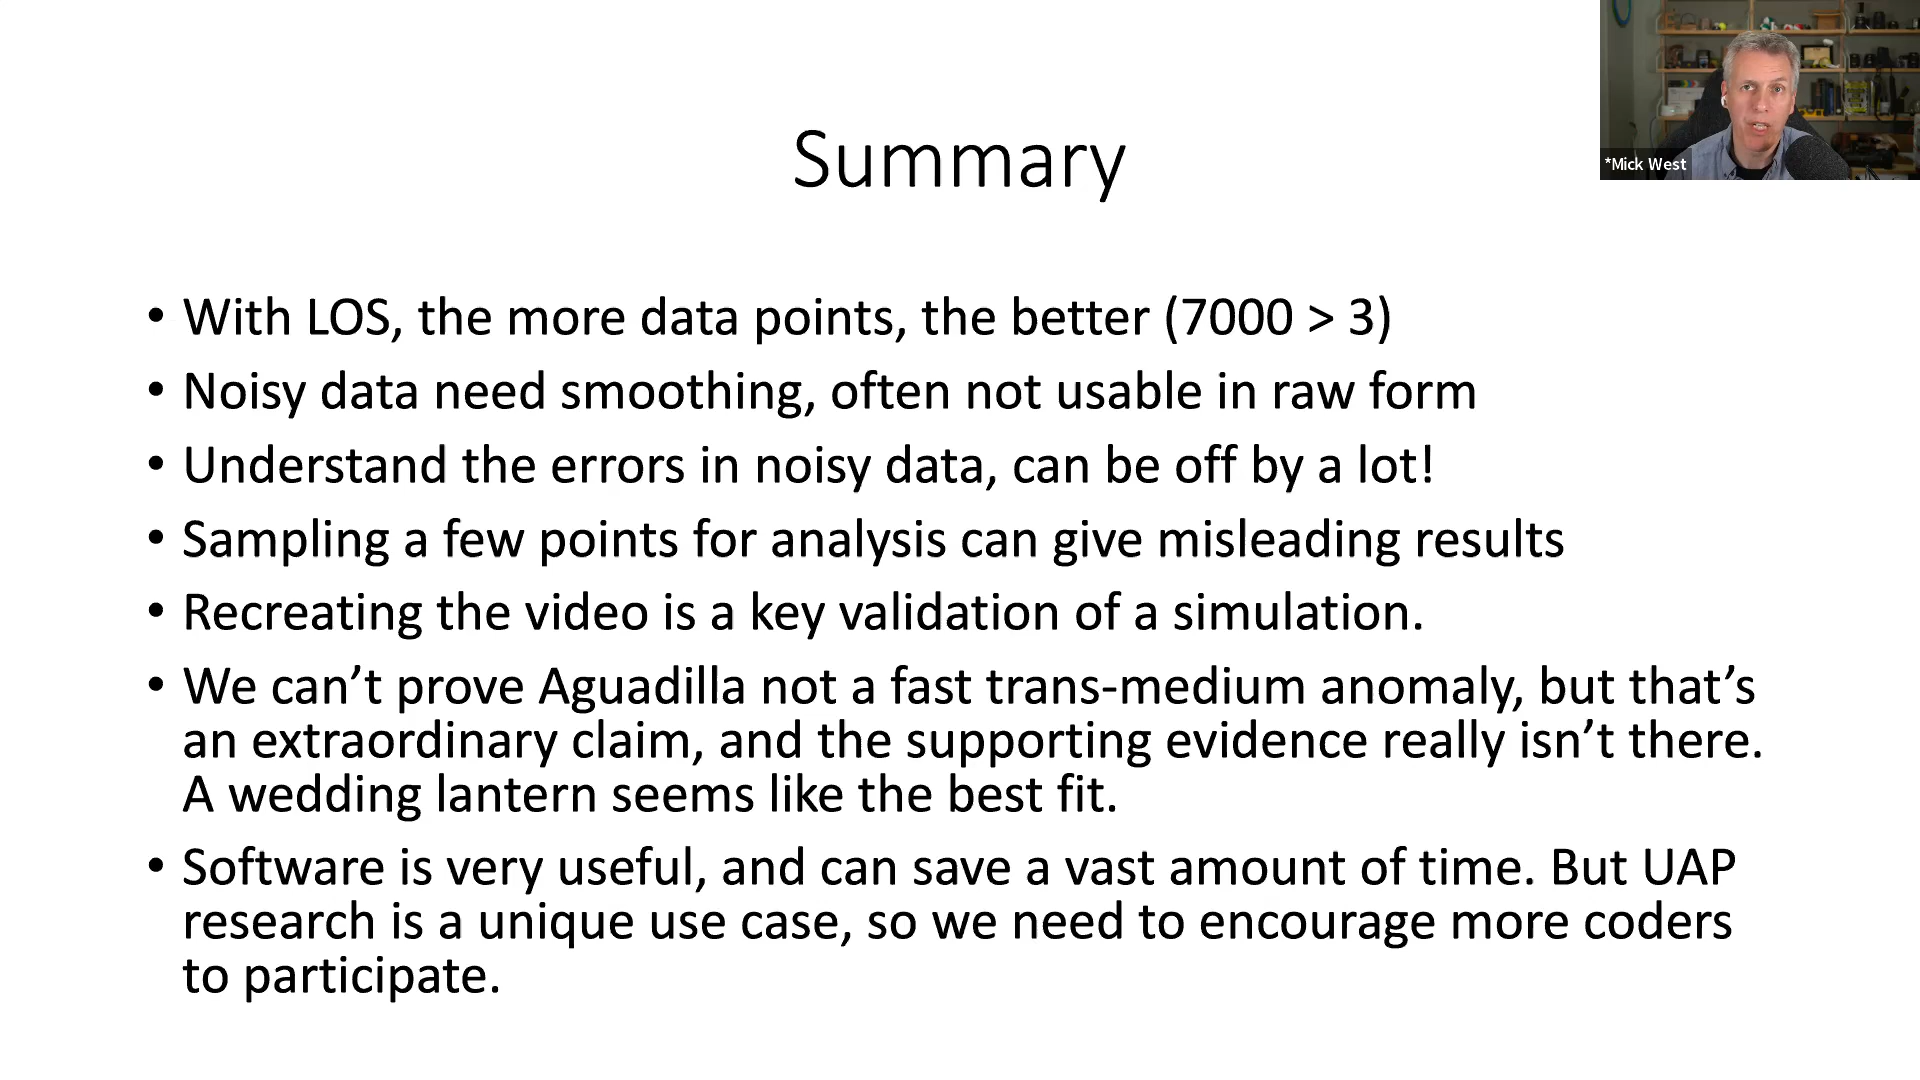 *Mick West
Summary
• With LOS, the more data points, the better (7000 > 3)
• Noisy data need smoothing, often not usable in raw form
• Understand the errors in noisy data, can be off by a lot!
• Sampling a few points for analysis can give misleading results
• Recreating the video is a key validation of a simulation.
• We can’t prove Aguadilla not a fast trans-medium anomaly, but that’s
an extraordinary claim, and the supporting evidence really isn’t there.
A wedding lantern seems like the best fit.
• Software is very useful, and can save a vast amount of time. But UAP
research is a unique use case, so we need to encourage more coders
to participate.